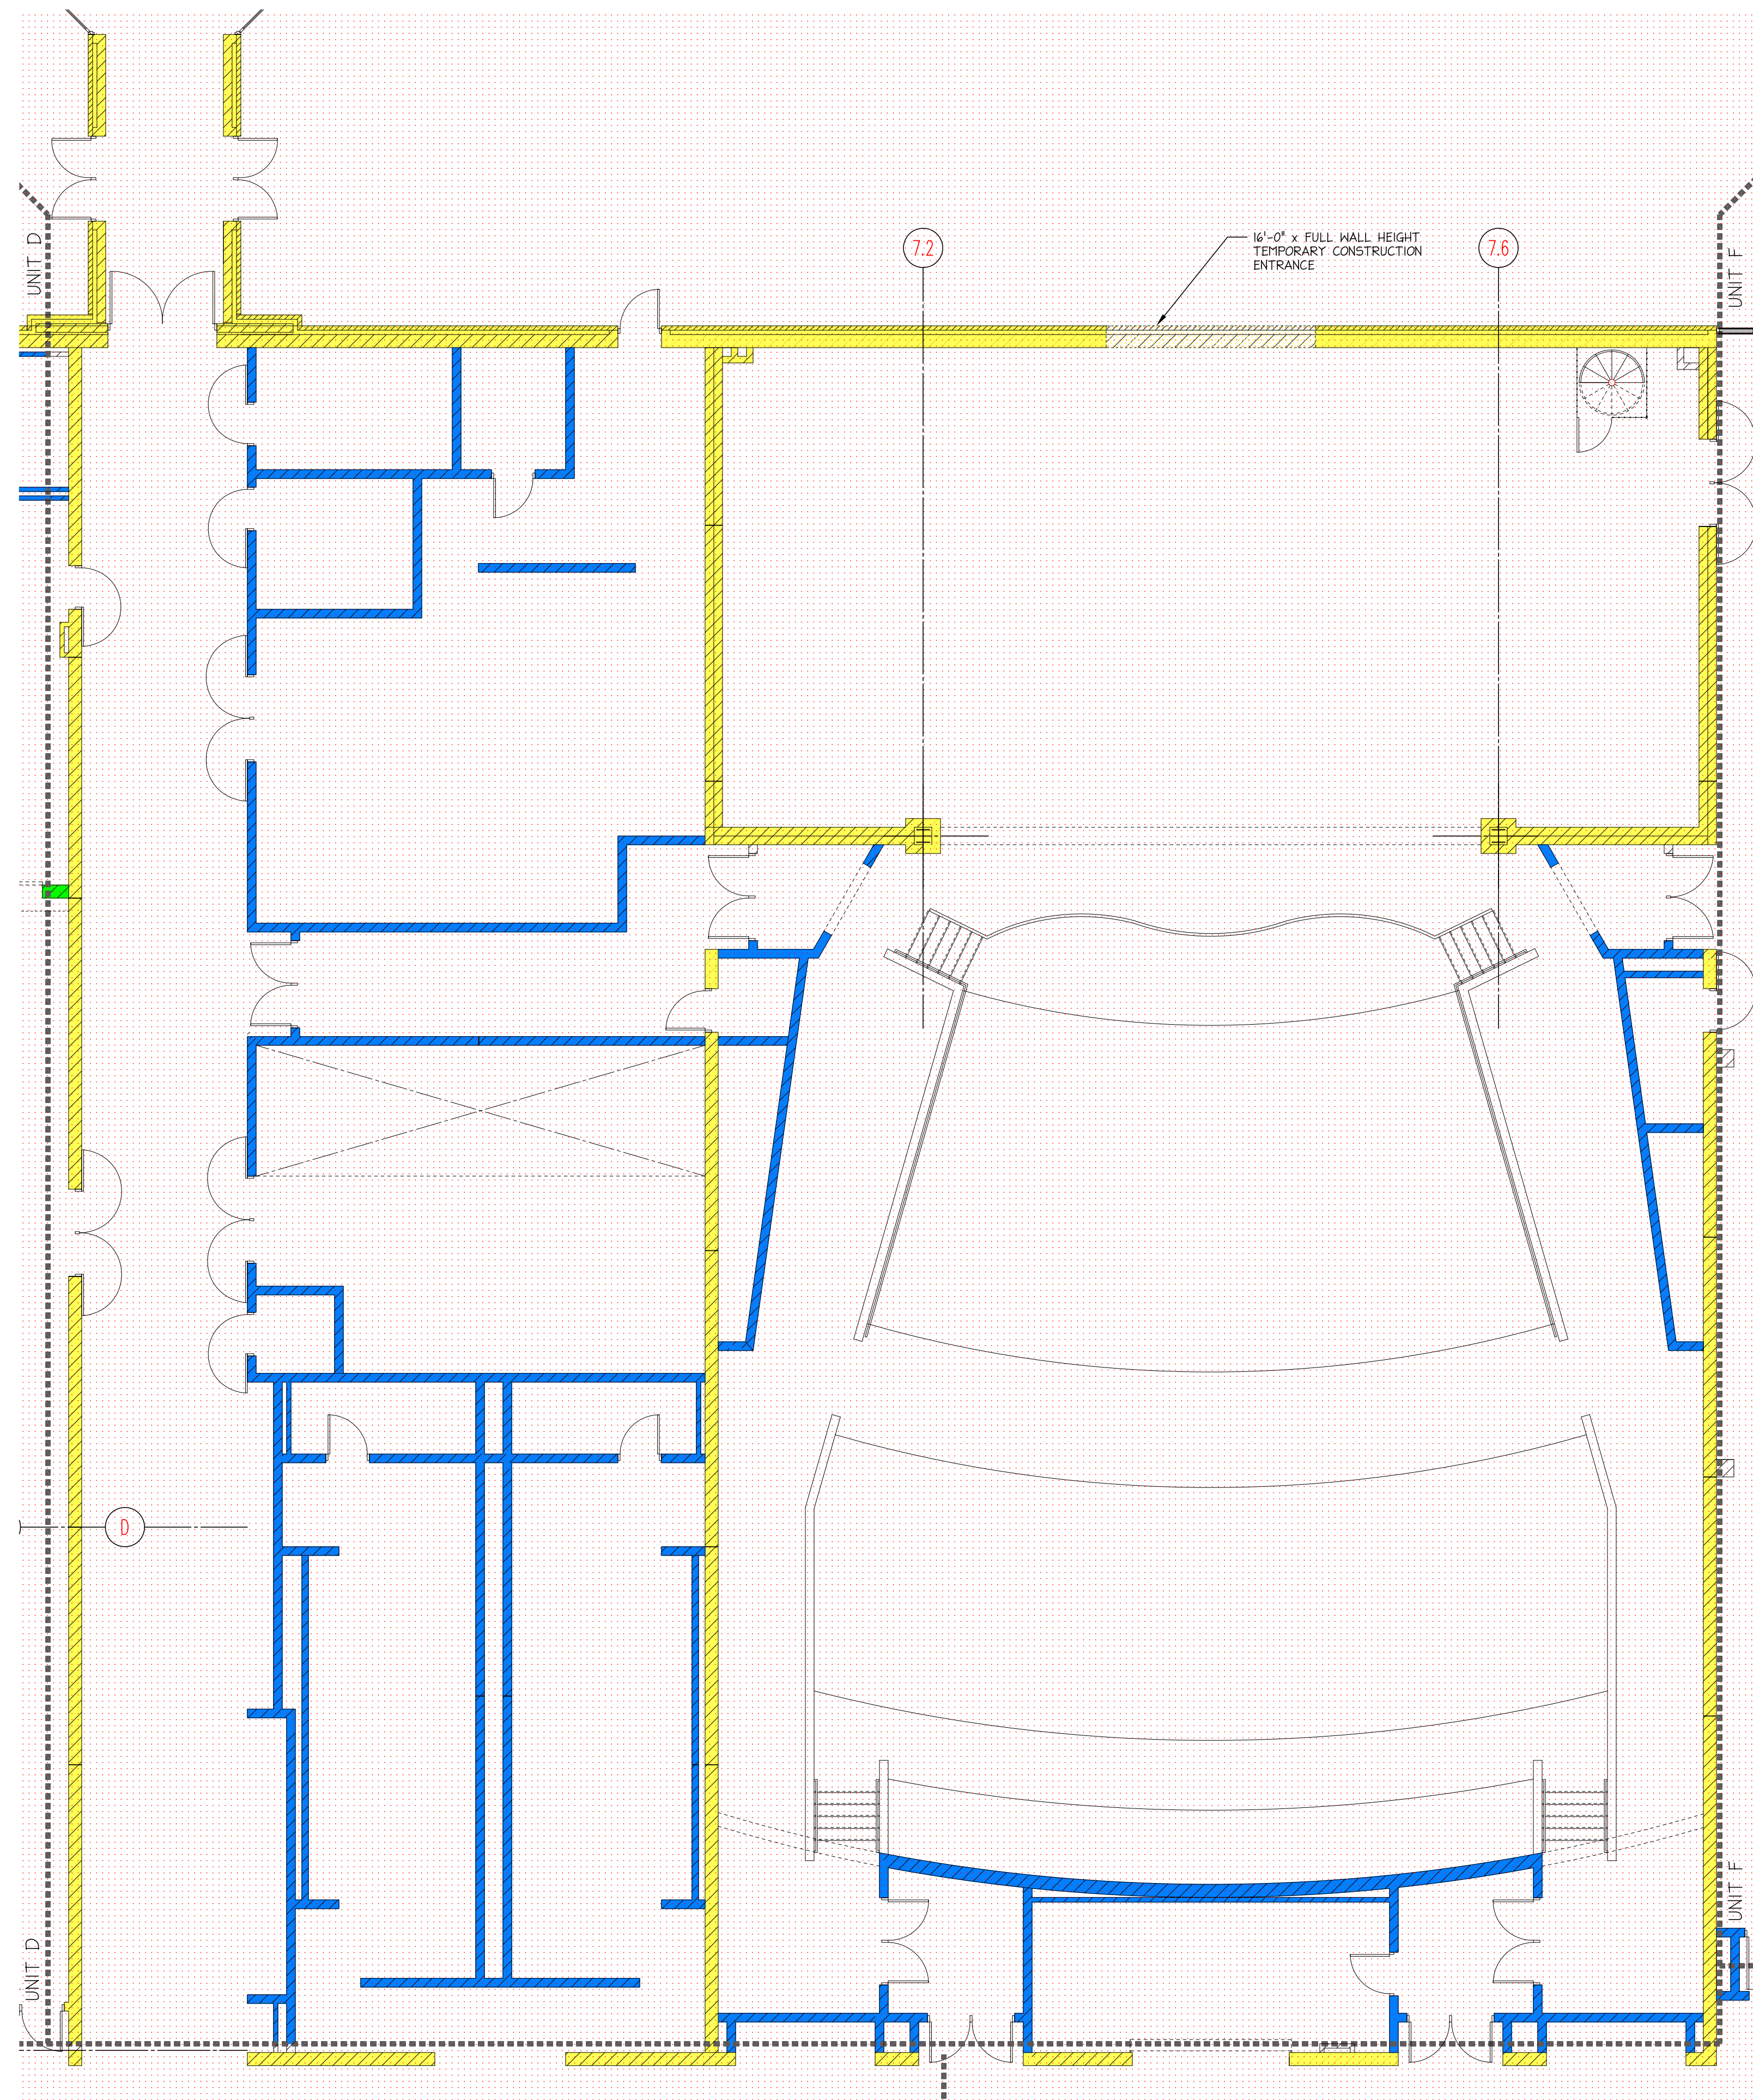 UNIT D
7.2
16'-0" x FULL WALL HEIGHT
TEMPORARY CONSTRUCTION
ENTRANCE
7.6
UNIT F
D
UNIT D
UNIT F